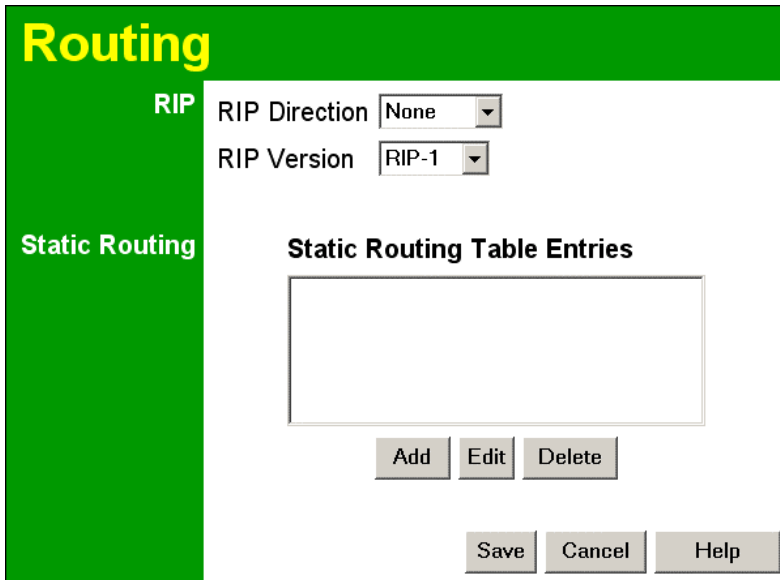 Routing
RIP
RIP Direction None
RIP Version RIP-1
Static Routing
Static Routing Table Entries
Add Edit Delete
Save Cancel Help